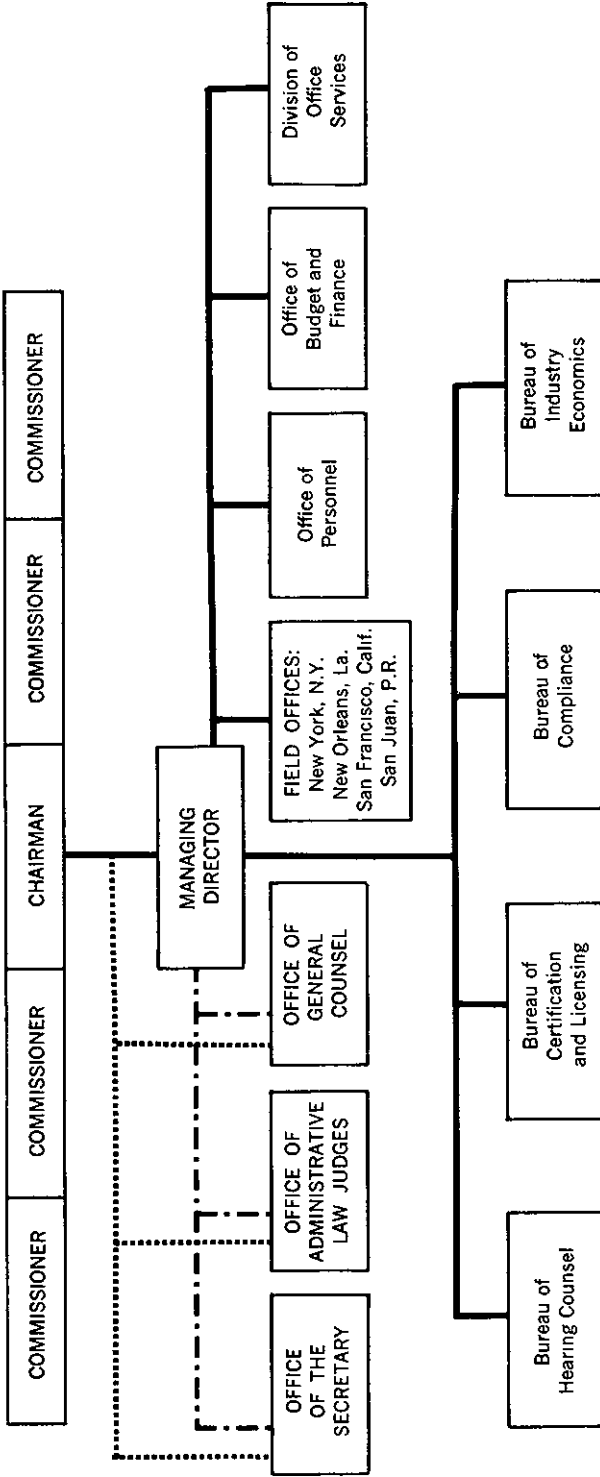 COMMISSIONER
COMMISSIONER
CHAIRMAN
COMMISSIONER
COMMISSIONER
MANAGING
DIRECTOR
OFFICE
OF THE
SECRETARY
OFFICE OF
ADMINISTRATIVE
LAW JUDGES
OFFICE OF
GENERAL
COUNSEL
FIELD OFFICES:
New York, N.Y.
New Orleans, La.
San Francisco, Calif.
San Juan, P.R.
Office of
Personnel
Office of
Budget and
Finance
Division of
Office
Services
Bureau of
Hearing Counsel
Bureau of
Certification
and Licensing
Bureau of
Compliance
Bureau of
Industry
Economics